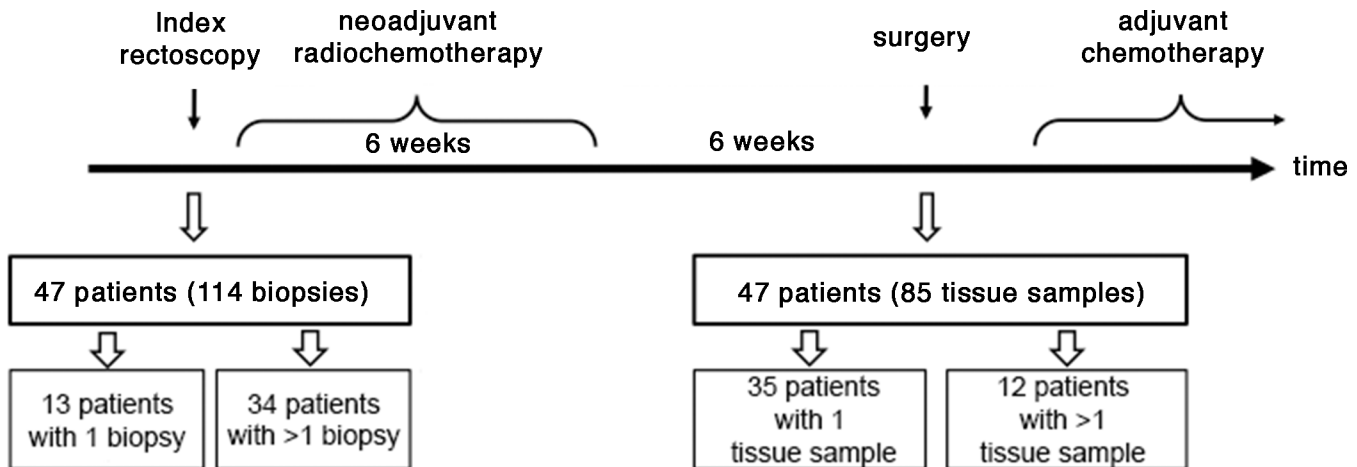 Index
rectoscopy
neoadjuvant
radiochemotherapy
surgery
adjuvant
chemotherapy
6 weeks
6 weeks
time
47 patients (114 biopsies)
47 patients (85 tissue samples)
13 patients
with 1 biopsy
34 patients
with >1 biopsy
35 patients
with 1
tissue sample
12 patients
with >1
tissue sample